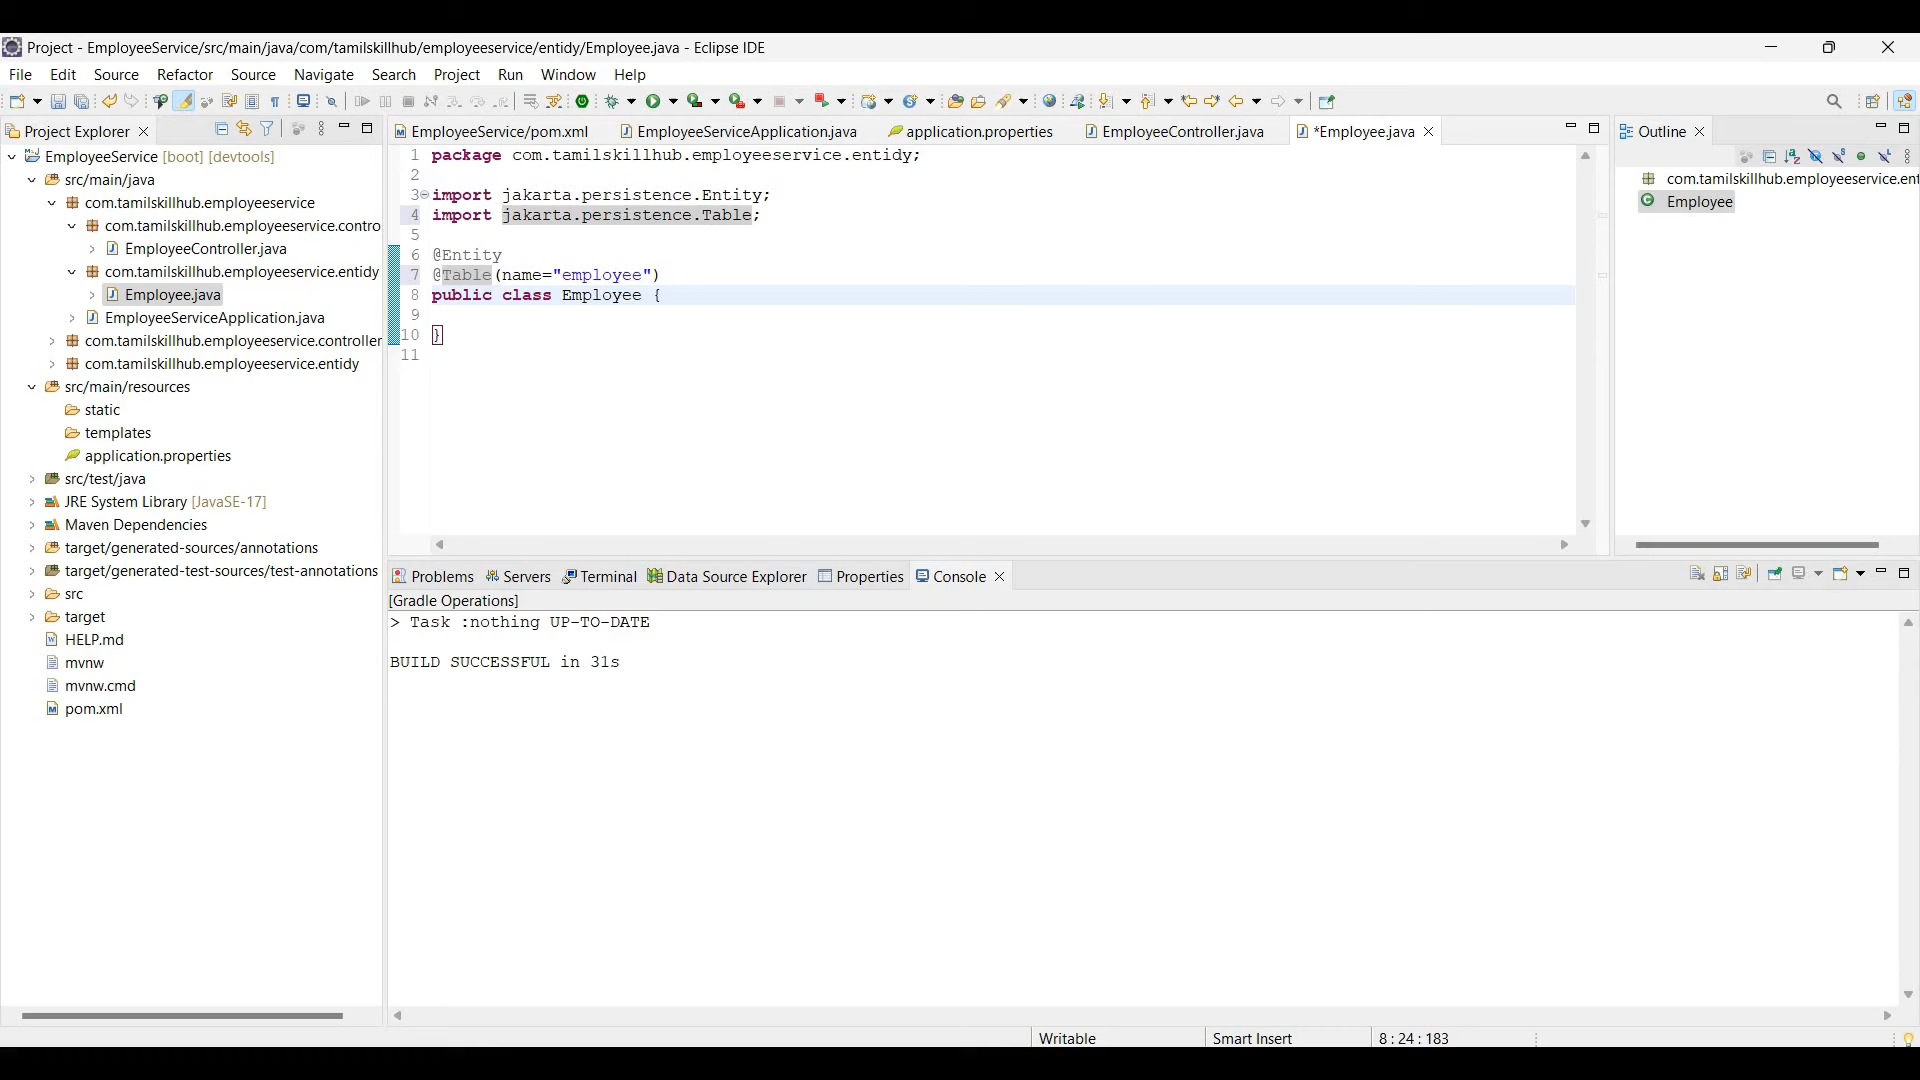 Project - EmployeeService/src/main/java/com/tamilskillhub/employeeservice/entidy/Employee.java - Eclipse IDE
File Edit Source Refactor Source Navigate Search Project Run Window Help
Project Explorer
EmployeeService [boot] [devtools]
src/main/java
com.tamilskillhub.employeeservice
com.tamilskillhub.employeeservice.contro
EmployeeController.java
com.tamilskillhub.employeeservice.entidy
Employee.java
EmployeeServiceApplication.java
com.tamilskillhub.employeeservice.controller
com.tamilskillhub.employeeservice.entidy
src/main/resources
static
templates
application.properties
src/test/java
JRE System Library [JavaSE-17]
Maven Dependencies
target/generated-sources/annotations
target/generated-test-sources/test-annotations
src
target
HELP.md
mvnw
mvnw.cmd
pom.xml
EmployeeService/pom.xml EmployeeServiceApplication.java application.properties EmployeeController.java *Employee.java
1 package com.tamilskillhub.employeeservice.entidy;
2
3 import jakarta.persistence.Entity;
4 import jakarta.persistence.Table;
5
6 @Entity
7 @Table(name="employee")
8 public class Employee {
9
10 }
11
Outline
com.tamilskillhub.employeeservice.ent
Employee
Problems Servers Terminal Data Source Explorer Properties Console
[Gradle Operations]
> Task :nothing UP-TO-DATE
BUILD SUCCESSFUL in 31s
Writable Smart Insert 8 : 24 : 183